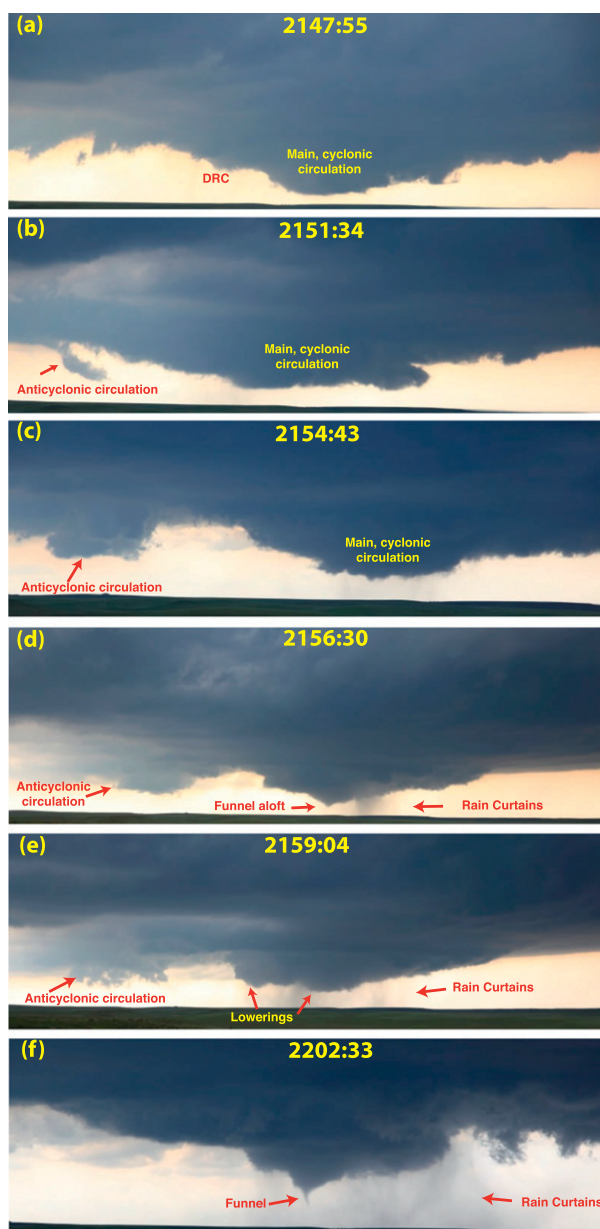 (a)
2147:55
Main, cyclonic
circulation
DRC
(b)
2151:34
Main, cyclonic
circulation
Anticyclonic circulation
(c)
2154:43
Main, cyclonic
circulation
Anticyclonic circulation
(d)
2156:30
Anticyclonic
circulation
Funnel aloft
Rain Curtains
(e)
2159:04
Anticyclonic circulation
Rain Curtains
Lowerings
(f)
2202:33
Funnel
Rain Curtains